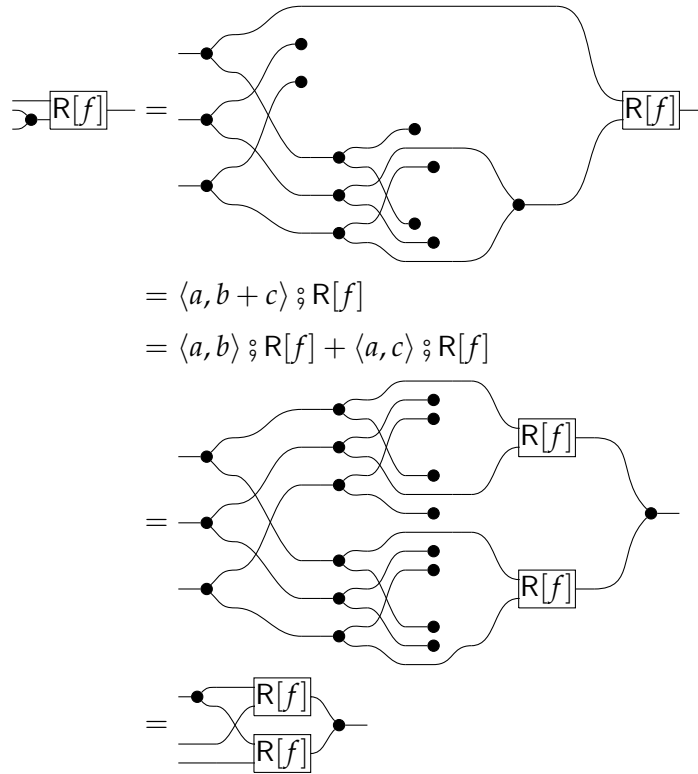 R[f] = R[f]
= ⟨a, b + c⟩ ⨾ R[f]
= ⟨a, b⟩ ⨾ R[f] + ⟨a, c⟩ ⨾ R[f]
R[f]
=
R[f]
R[f]
=
R[f]